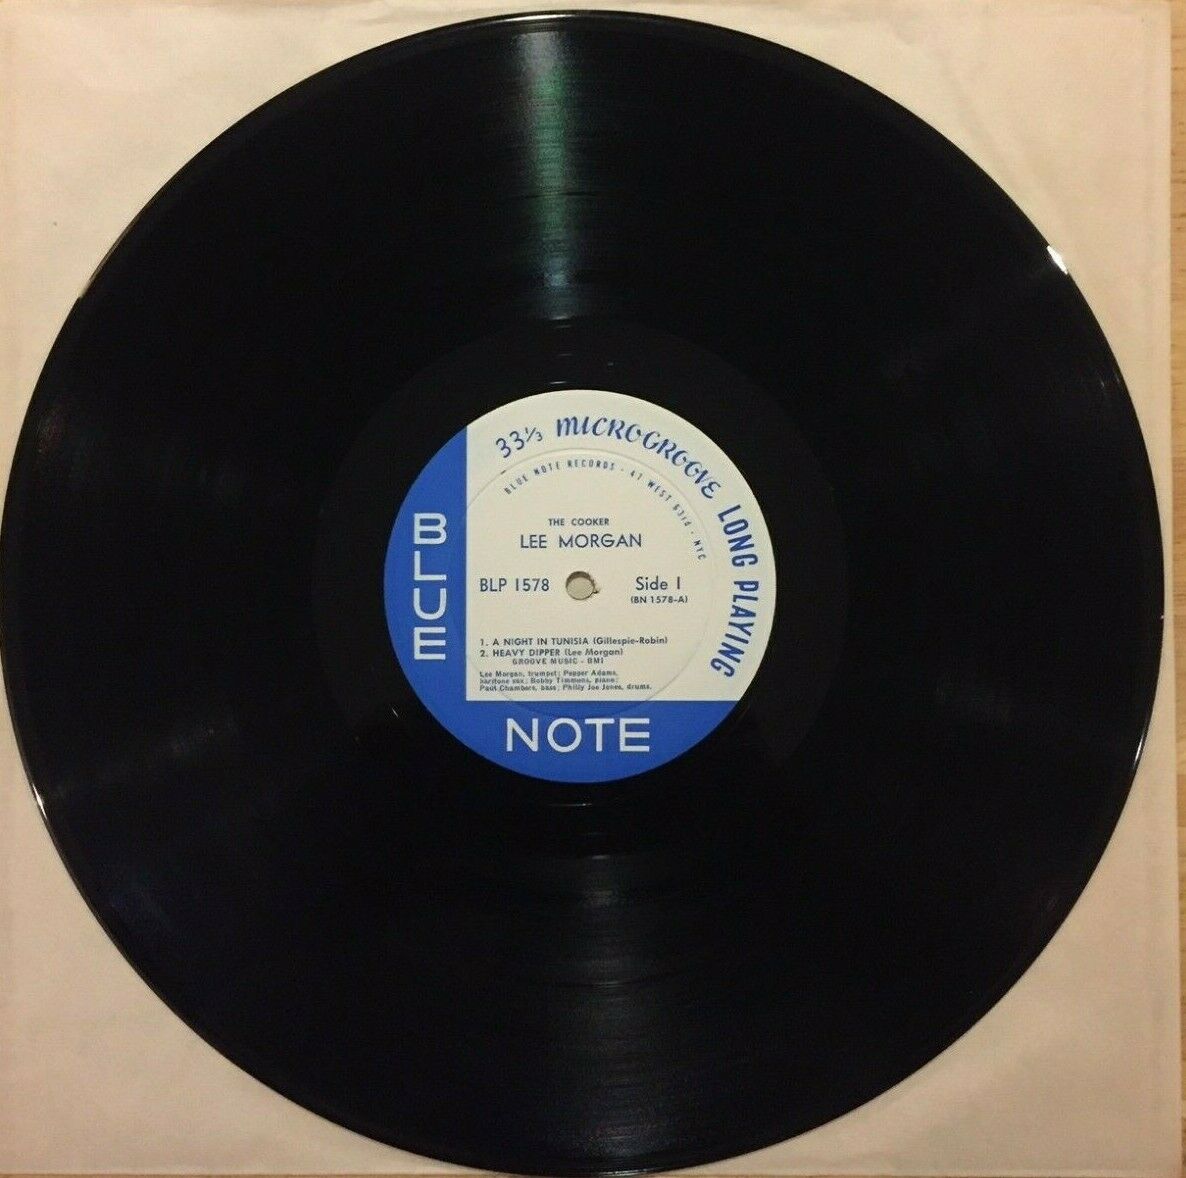 33⅓ MICROGROOVE LONG PLAYING
BLUE NOTE RECORDS · 47 WEST 63rd · NYC
THE COOKER
LEE MORGAN
BLP 1578
Side 1
(BN 1578-A)
1. A NIGHT IN TUNISIA (Gillespie-Robin)
2. HEAVY DIPPER (Lee Morgan)
GROOVE MUSIC - BMI
Lee Morgan, trumpet; Pepper Adams,
baritone sax; Bobby Timmons, piano;
Paul Chambers, bass; Philly Joe Jones, drums.
BLUE
NOTE